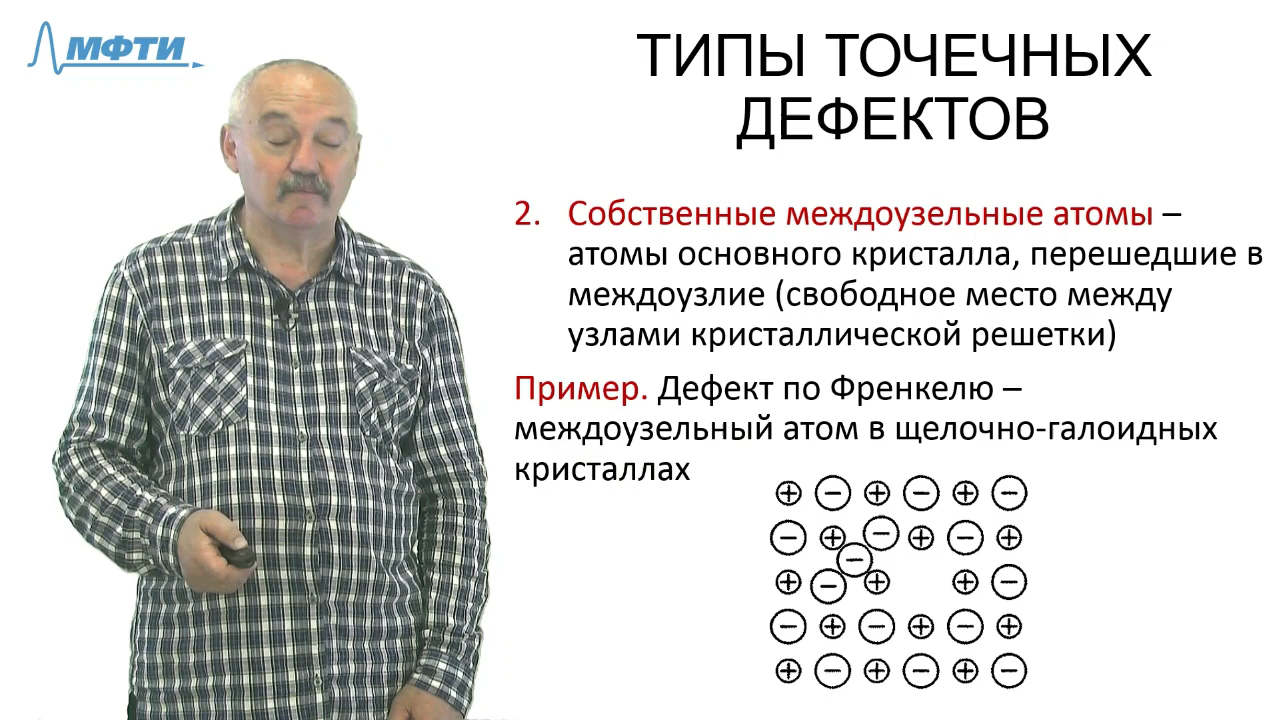 МФТИ
ТИПЫ ТОЧЕЧНЫХ
ДЕФЕКТОВ
2. Собственные междоузельные атомы –
атомы основного кристалла, перешедшие в
междоузлие (свободное место между
узлами кристаллической решетки)
Пример. Дефект по Френкелю –
междоузельный атом в щелочно-галоидных
кристаллах
+ − + − + −
− + − + − +
−
+ − + + −
− + − + − +
+ − + − + −